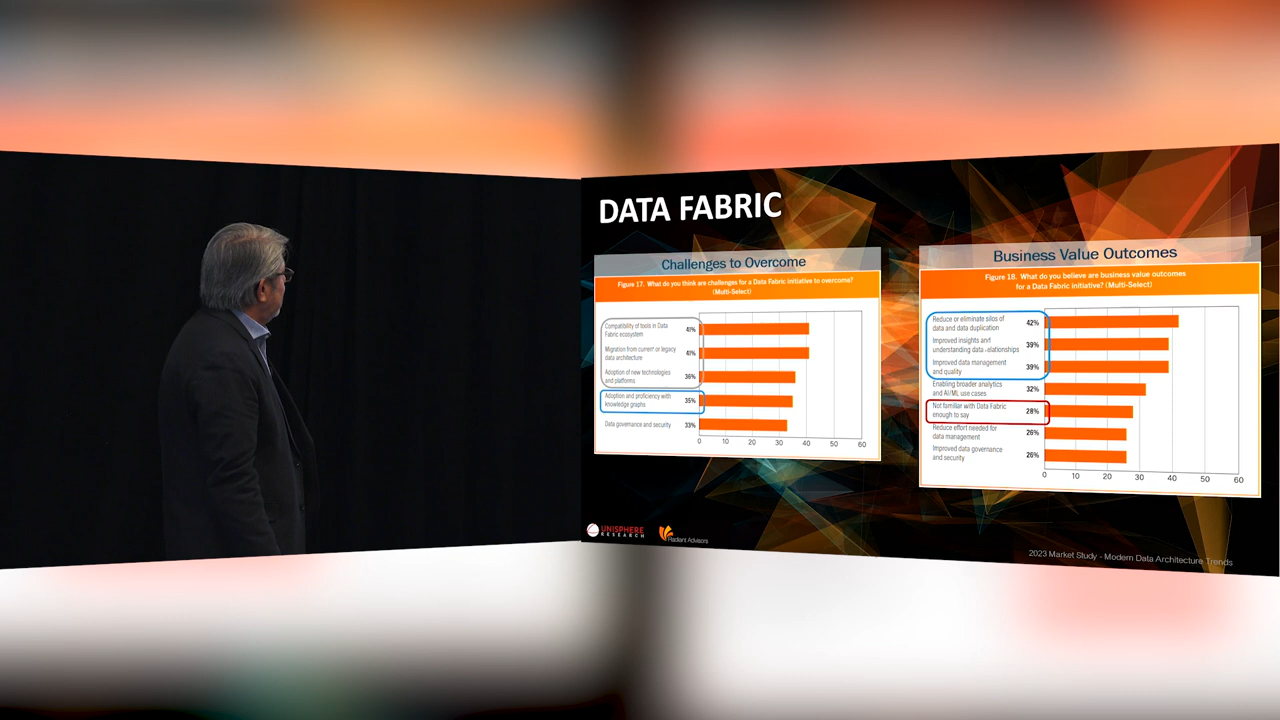 DATA FABRIC
Challenges to Overcome
Figure 17. What do you think are challenges for a Data Fabric initiative to overcome?
(Multi-Select)
Compatibility of tools in Data
Fabric ecosystem
41%
Migration from current or legacy
data architecture
41%
Adoption of new technologies
and platforms
36%
Adoption and proficiency with
knowledge graphs
35%
Data governance and security
33%
0 10 20 30 40 50 60
Business Value Outcomes
Figure 18. What do you believe are business value outcomes
for a Data Fabric initiative? (Multi-Select)
Reduce or eliminate silos of
data and data duplication
42%
Improved insights and
understanding data relationships
39%
Improved data management
and quality
39%
Enabling broader analytics
and AI/ML use cases
32%
Not familiar with Data Fabric
enough to say
28%
Reduce effort needed for
data management
26%
Improved data governance
and security
26%
0 10 20 30 40 50 60
UNISPHERE
RESEARCH
Radiant Advisors
2023 Market Study - Modern Data Architecture Trends